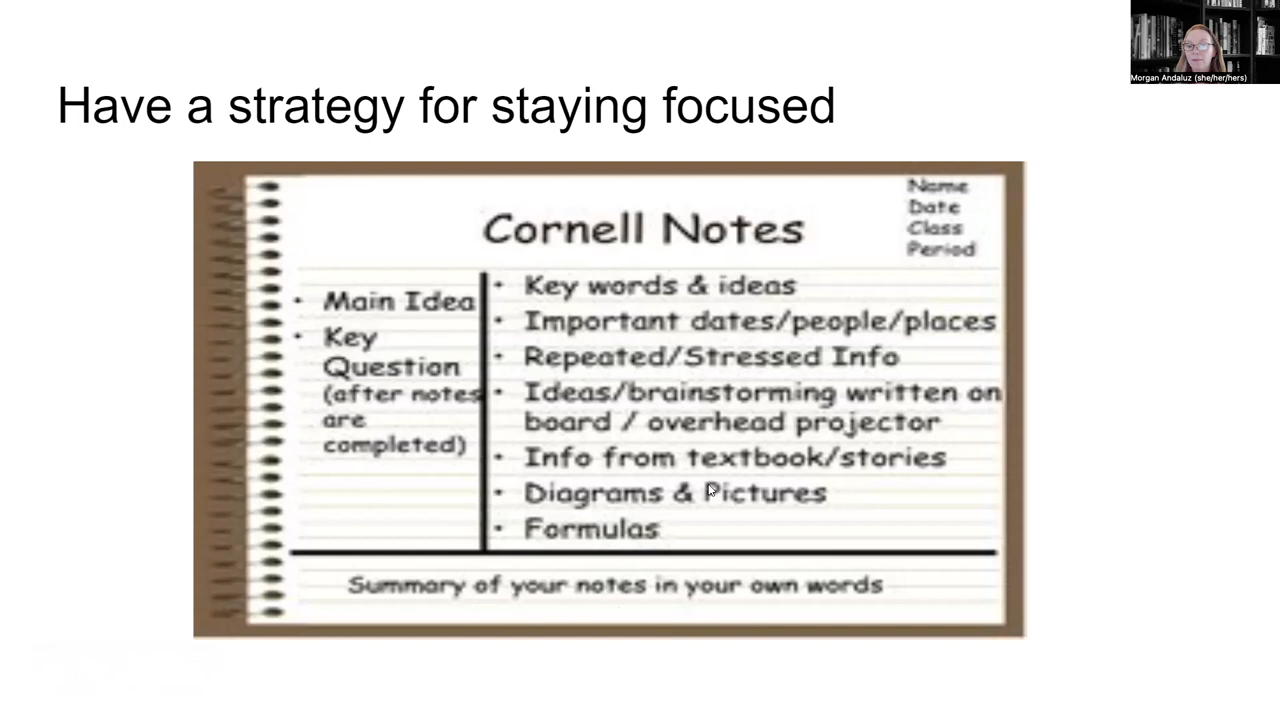 Morgan Andaluz (she/her/hers)
Have a strategy for staying focused
Name
Date
Class
Period
Cornell Notes
• Main Idea
• Key
Question
(after notes
are
completed)
• Key words & ideas
• Important dates/people/places
• Repeated/Stressed Info
• Ideas/brainstorming written on
board / overhead projector
• Info from textbook/stories
• Diagrams & Pictures
• Formulas
Summary of your notes in your own words